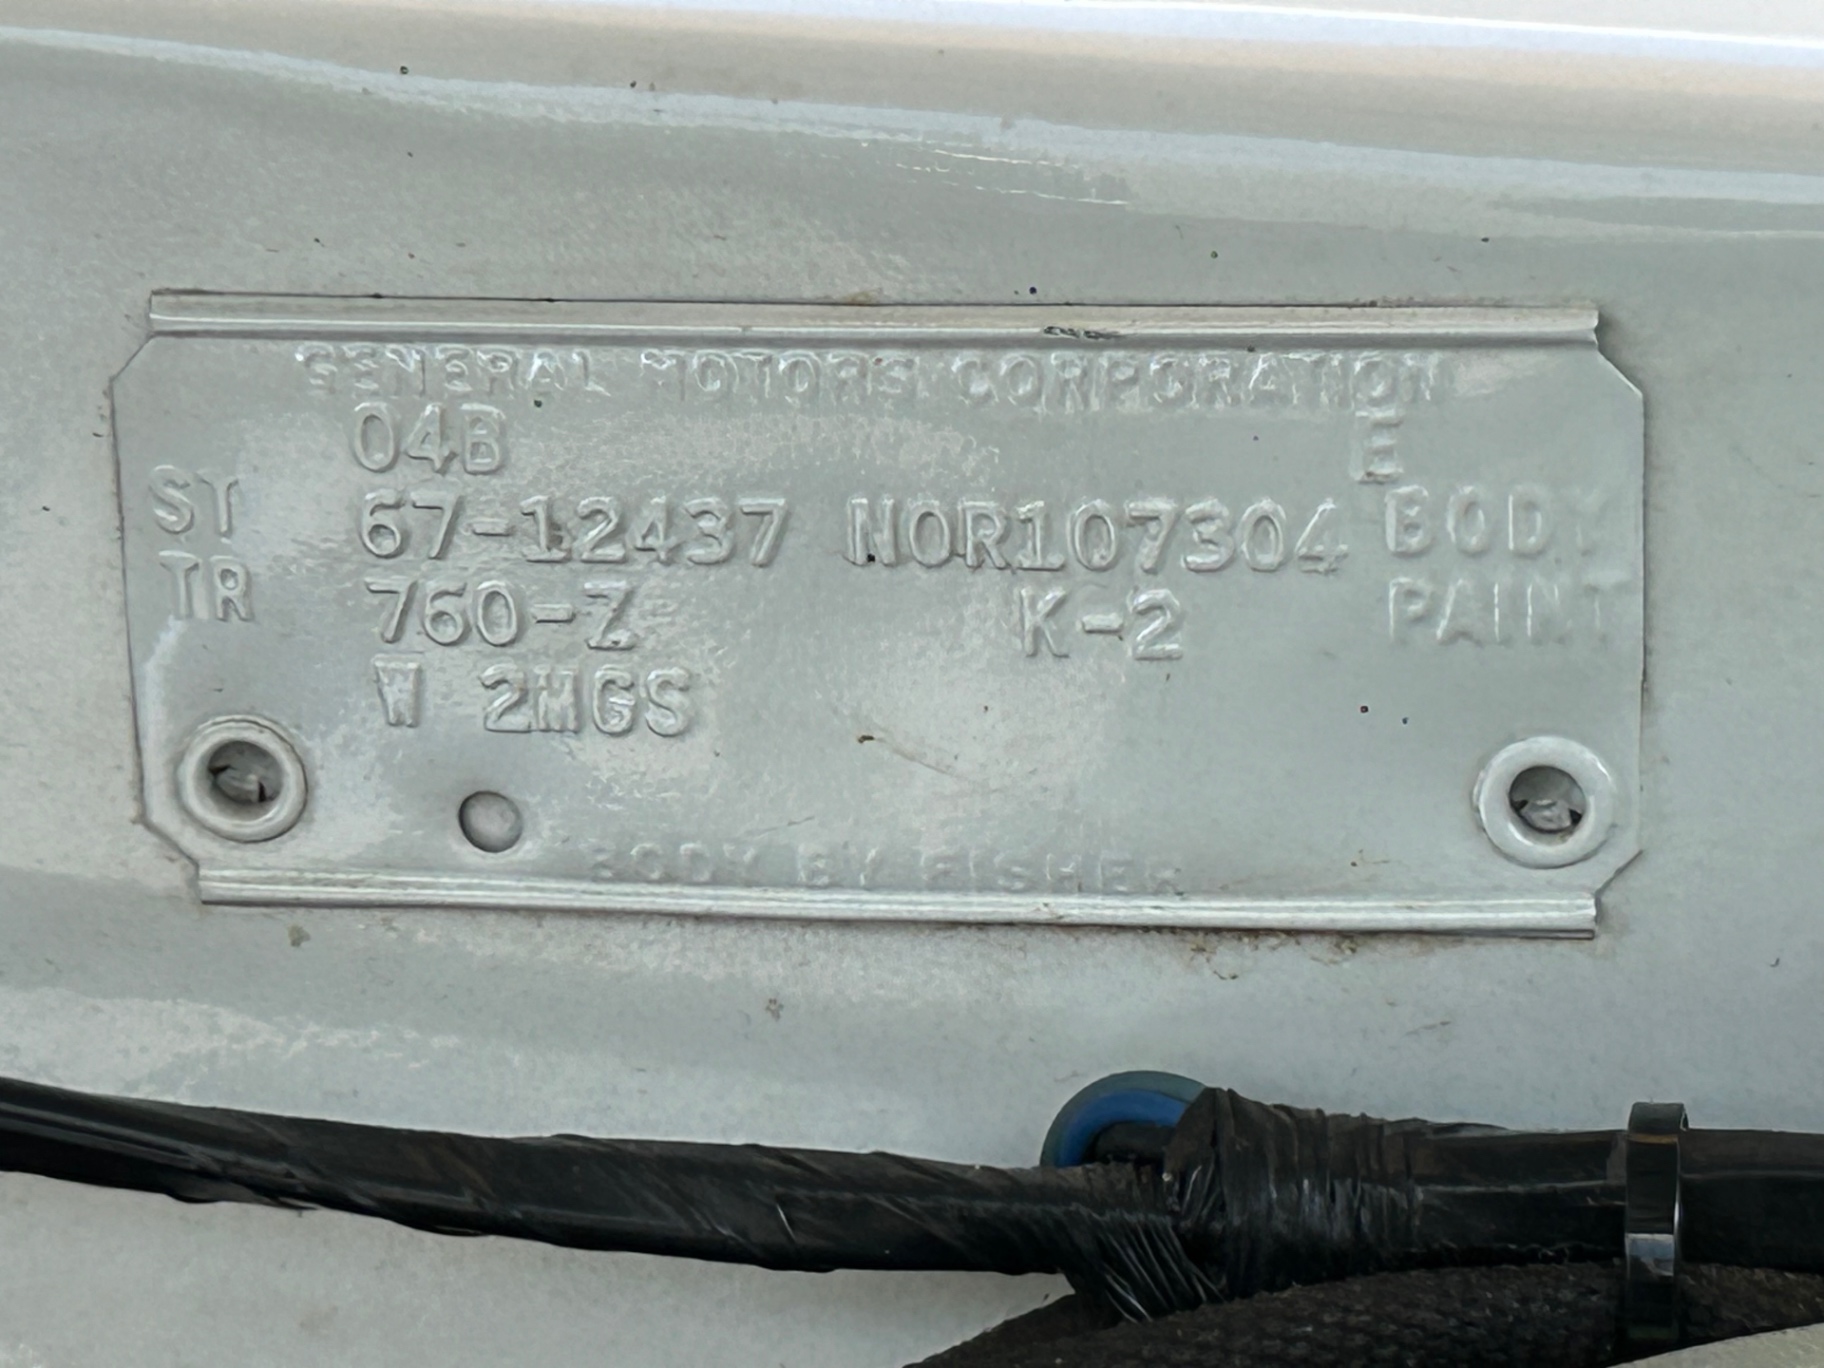 GENERAL MOTORS CORPORATION
04B E
ST 67-12437 NOR107304 BODY
TR 760-Z K-2 PAINT
W 2MGS
BODY BY FISHER